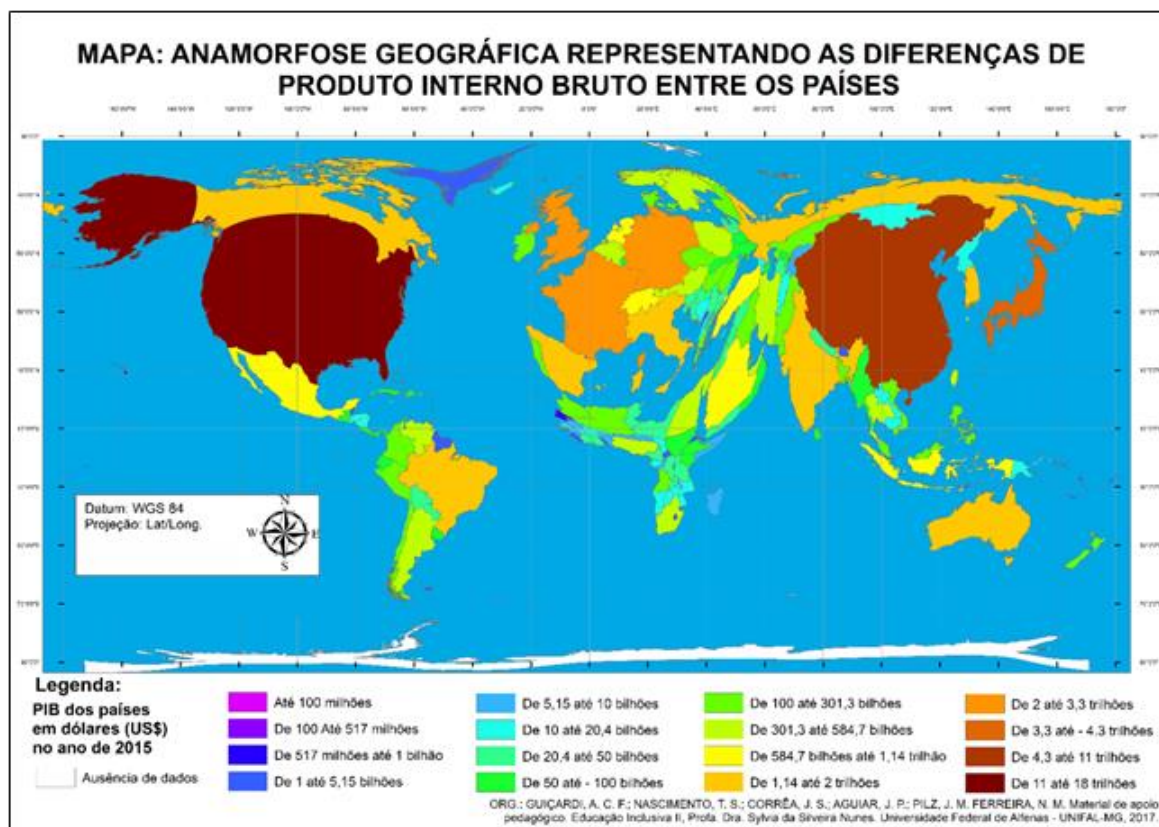 MAPA: ANAMORFOSE GEOGRÁFICA REPRESENTANDO AS DIFERENÇAS DE
PRODUTO INTERNO BRUTO ENTRE OS PAÍSES
Datum: WGS 84
Projeção: Lat/Long.
N
W
E
S
Legenda:
PIB dos países
em dólares (US$)
no ano de 2015
Ausência de dados
Até 100 milhões
De 100 Até 517 milhões
De 517 milhões até 1 bilhão
De 1 até 5,15 bilhões
De 5,15 até 10 bilhões
De 10 até 20,4 bilhões
De 20,4 até 50 bilhões
De 50 até - 100 bilhões
De 100 até 301,3 bilhões
De 301,3 até 584,7 bilhões
De 584,7 bilhões até 1,14 trilhão
De 1,14 até 2 trilhões
De 2 até 3,3 trilhões
De 3,3 até - 4.3 trilhões
De 4,3 até 11 trilhões
De 11 até 18 trilhões
ORG.: GUIÇARDI, A. C. F.; NASCIMENTO, T. S.; CORRÊA, J. S.; AGUIAR, J. P.; PILZ, J. M. FERREIRA, N. M. Material de apoio
pedagógico. Educação Inclusiva II, Profa. Dra. Sylvia da Silveira Nunes. Universidade Federal de Alfenas - UNIFAL-MG, 2017.